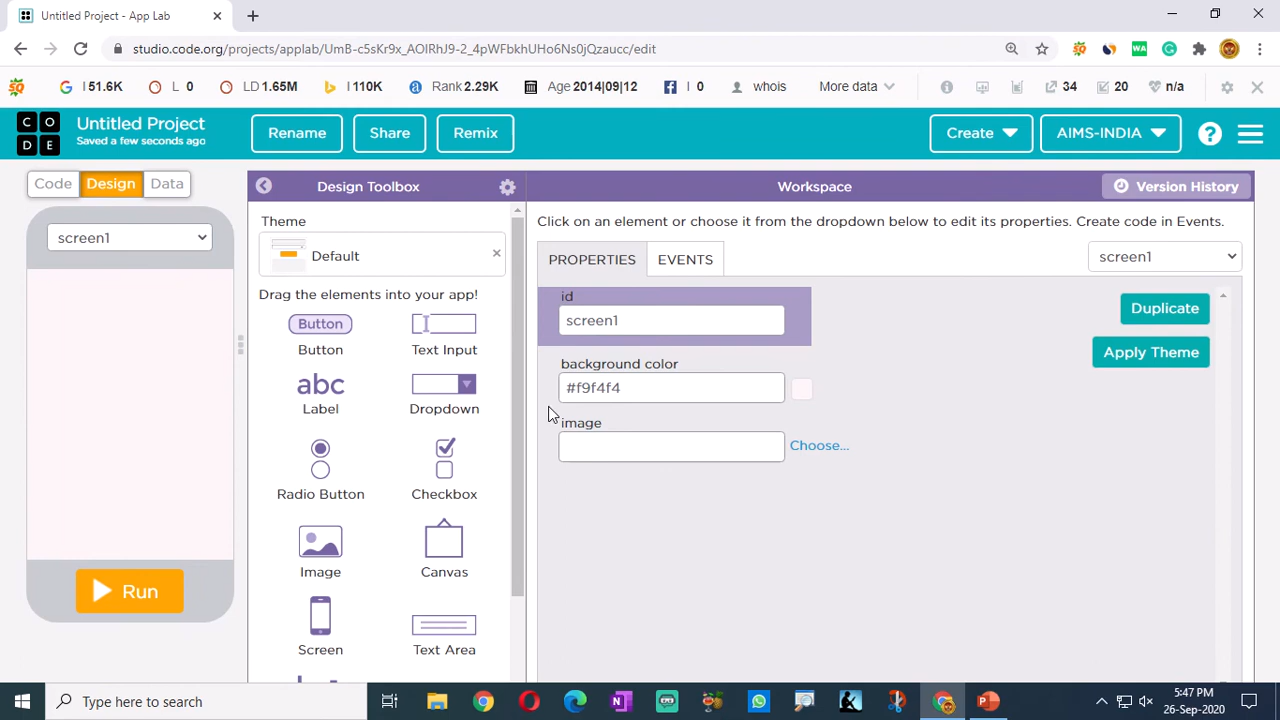 Untitled Project - App Lab
studio.code.org/projects/applab/UmB-c5sKr9x_AOIRhJ9-2_4pWFbkhUHo6Ns0jQzaucc/edit
I 51.6K
L 0
LD 1.65M
I 110K
Rank 2.29K
Age 2014|09|12
I 0
whois
More data
34
20
n/a
CODE
Untitled Project
Saved a few seconds ago
Rename
Share
Remix
Create
AIMS-INDIA
?
Code
Design
Data
Design Toolbox
Workspace
Version History
screen1
Theme
Default
Drag the elements into your app!
Button
Button
Text Input
abc
Label
Dropdown
Radio Button
Checkbox
Image
Canvas
Screen
Text Area
Run
Click on an element or choose it from the dropdown below to edit its properties. Create code in Events.
PROPERTIES
EVENTS
screen1
id
screen1
Duplicate
Apply Theme
background color
#f9f4f4
image
Choose...
Type here to search
5:47 PM
26-Sep-2020